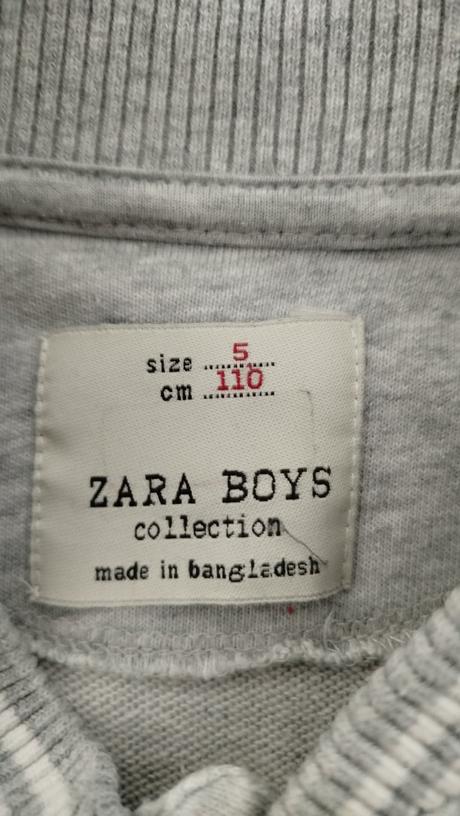 size 5
cm 110
ZARA BOYS
collection
made in bangladesh